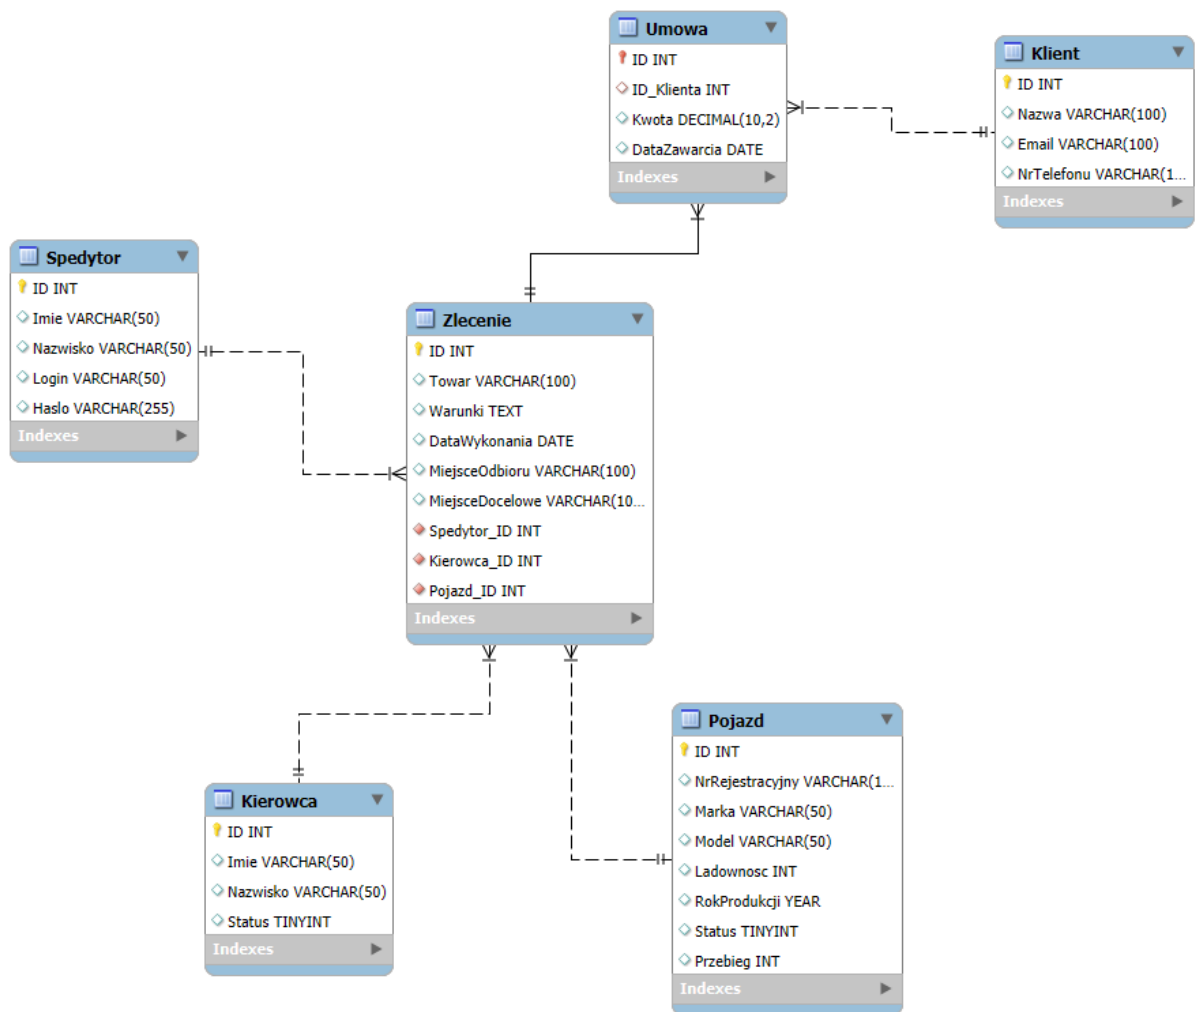 Umowa
ID INT
ID_Klienta INT
Kwota DECIMAL(10,2)
DataZawarcia DATE
Indexes
Klient
ID INT
Nazwa VARCHAR(100)
Email VARCHAR(100)
NrTelefonu VARCHAR(1...
Indexes
Spedytor
ID INT
Imie VARCHAR(50)
Nazwisko VARCHAR(50)
Login VARCHAR(50)
Haslo VARCHAR(255)
Indexes
Zlecenie
ID INT
Towar VARCHAR(100)
Warunki TEXT
DataWykonania DATE
MiejsceOdbioru VARCHAR(100)
MiejsceDocelowe VARCHAR(10...
Spedytor_ID INT
Kierowca_ID INT
Pojazd_ID INT
Indexes
Kierowca
ID INT
Imie VARCHAR(50)
Nazwisko VARCHAR(50)
Status TINYINT
Indexes
Pojazd
ID INT
NrRejestracyjny VARCHAR(1...
Marka VARCHAR(50)
Model VARCHAR(50)
Ladownosc INT
RokProdukcji YEAR
Status TINYINT
Przebieg INT
Indexes